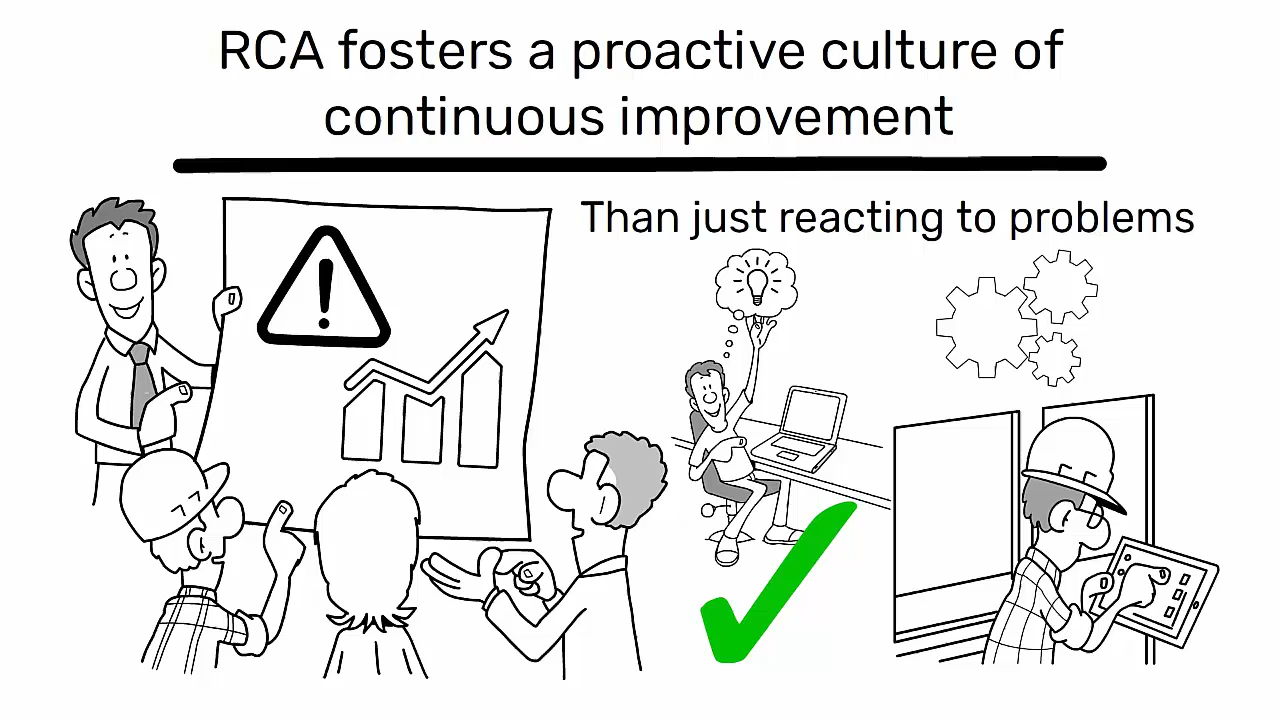 RCA fosters a proactive culture of
continuous improvement
Than just reacting to problems